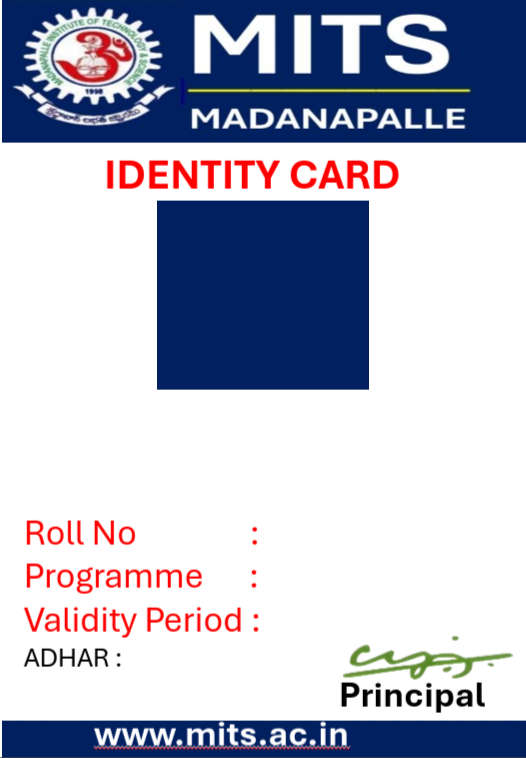 MADANAPALLE INSTITUTE OF TECHNOLOGY & SCIENCE
1998
MITS
MADANAPALLE
IDENTITY CARD
Roll No :
Programme :
Validity Period :
ADHAR :
Principal
www.mits.ac.in